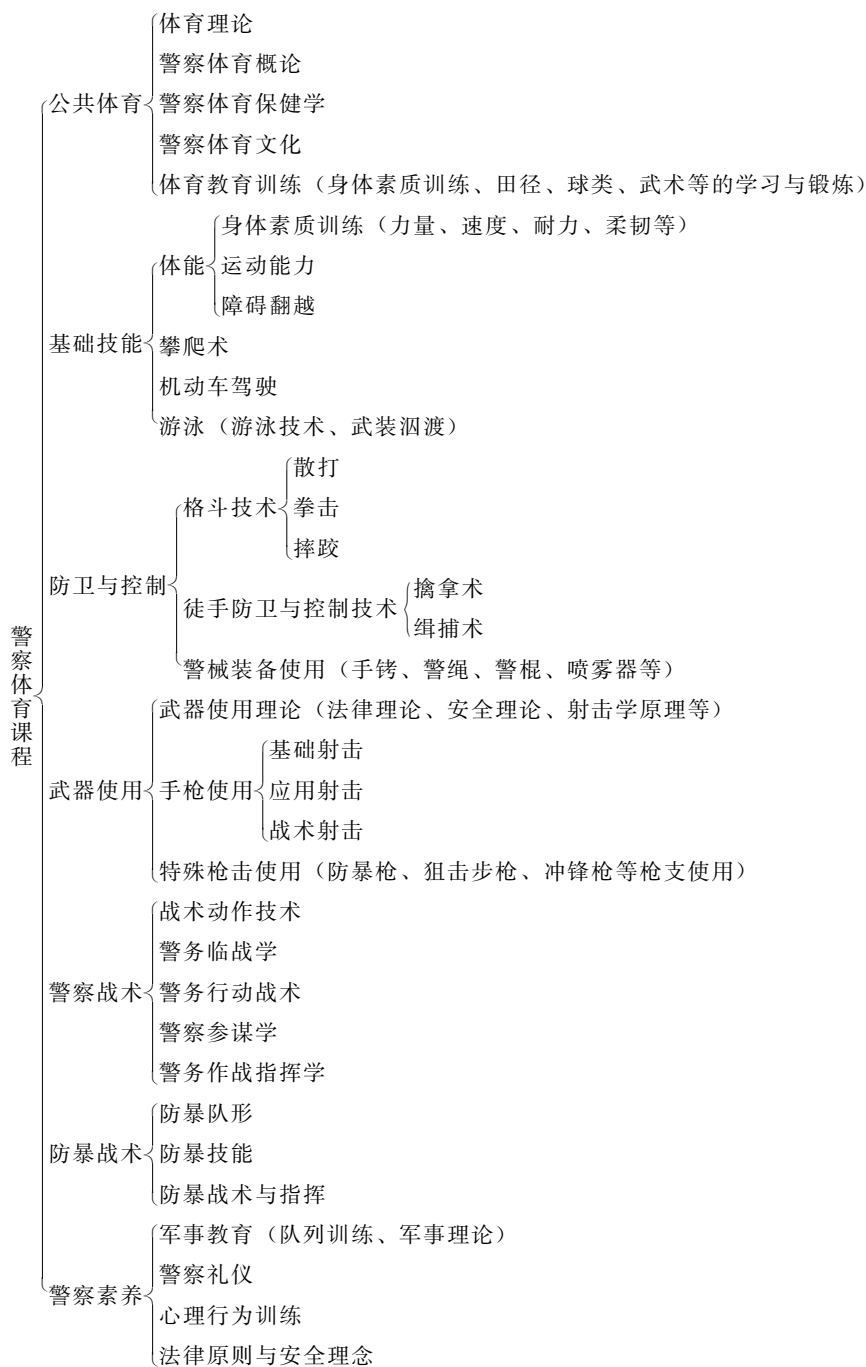 体育理论
警察体育概论
公共体育 警察体育保健学
警察体育文化
体育教育训练（身体素质训练、田径、球类、武术等的学习与锻炼）
身体素质训练（力量、速度、耐力、柔韧等）
体能 运动能力
障碍翻越
基础技能 攀爬术
机动车驾驶
游泳（游泳技术、武装泅渡）
散打
格斗技术 拳击
摔跤
防卫与控制
擒拿术
徒手防卫与控制技术
缉捕术
警械装备使用（手铐、警绳、警棍、喷雾器等）
警察体育课程
武器使用理论（法律理论、安全理论、射击学原理等）
基础射击
武器使用 手枪使用 应用射击
战术射击
特殊枪击使用（防暴枪、狙击步枪、冲锋枪等枪支使用）
战术动作技术
警务临战学
警察战术 警务行动战术
警察参谋学
警务作战指挥学
防暴队形
防暴战术 防暴技能
防暴战术与指挥
军事教育（队列训练、军事理论）
警察礼仪
警察素养
心理行为训练
法律原则与安全理念